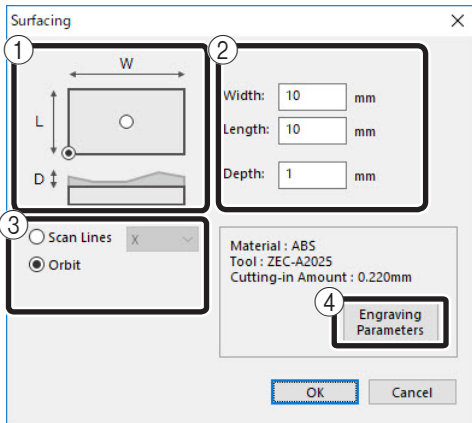 Surfacing
1
W
L
D
2
Width: 10 mm
Length: 10 mm
Depth: 1 mm
3
Scan Lines X
Orbit
Material : ABS
Tool : ZEC-A2025
Cutting-in Amount : 0.220mm
4
Engraving
Parameters
OK Cancel